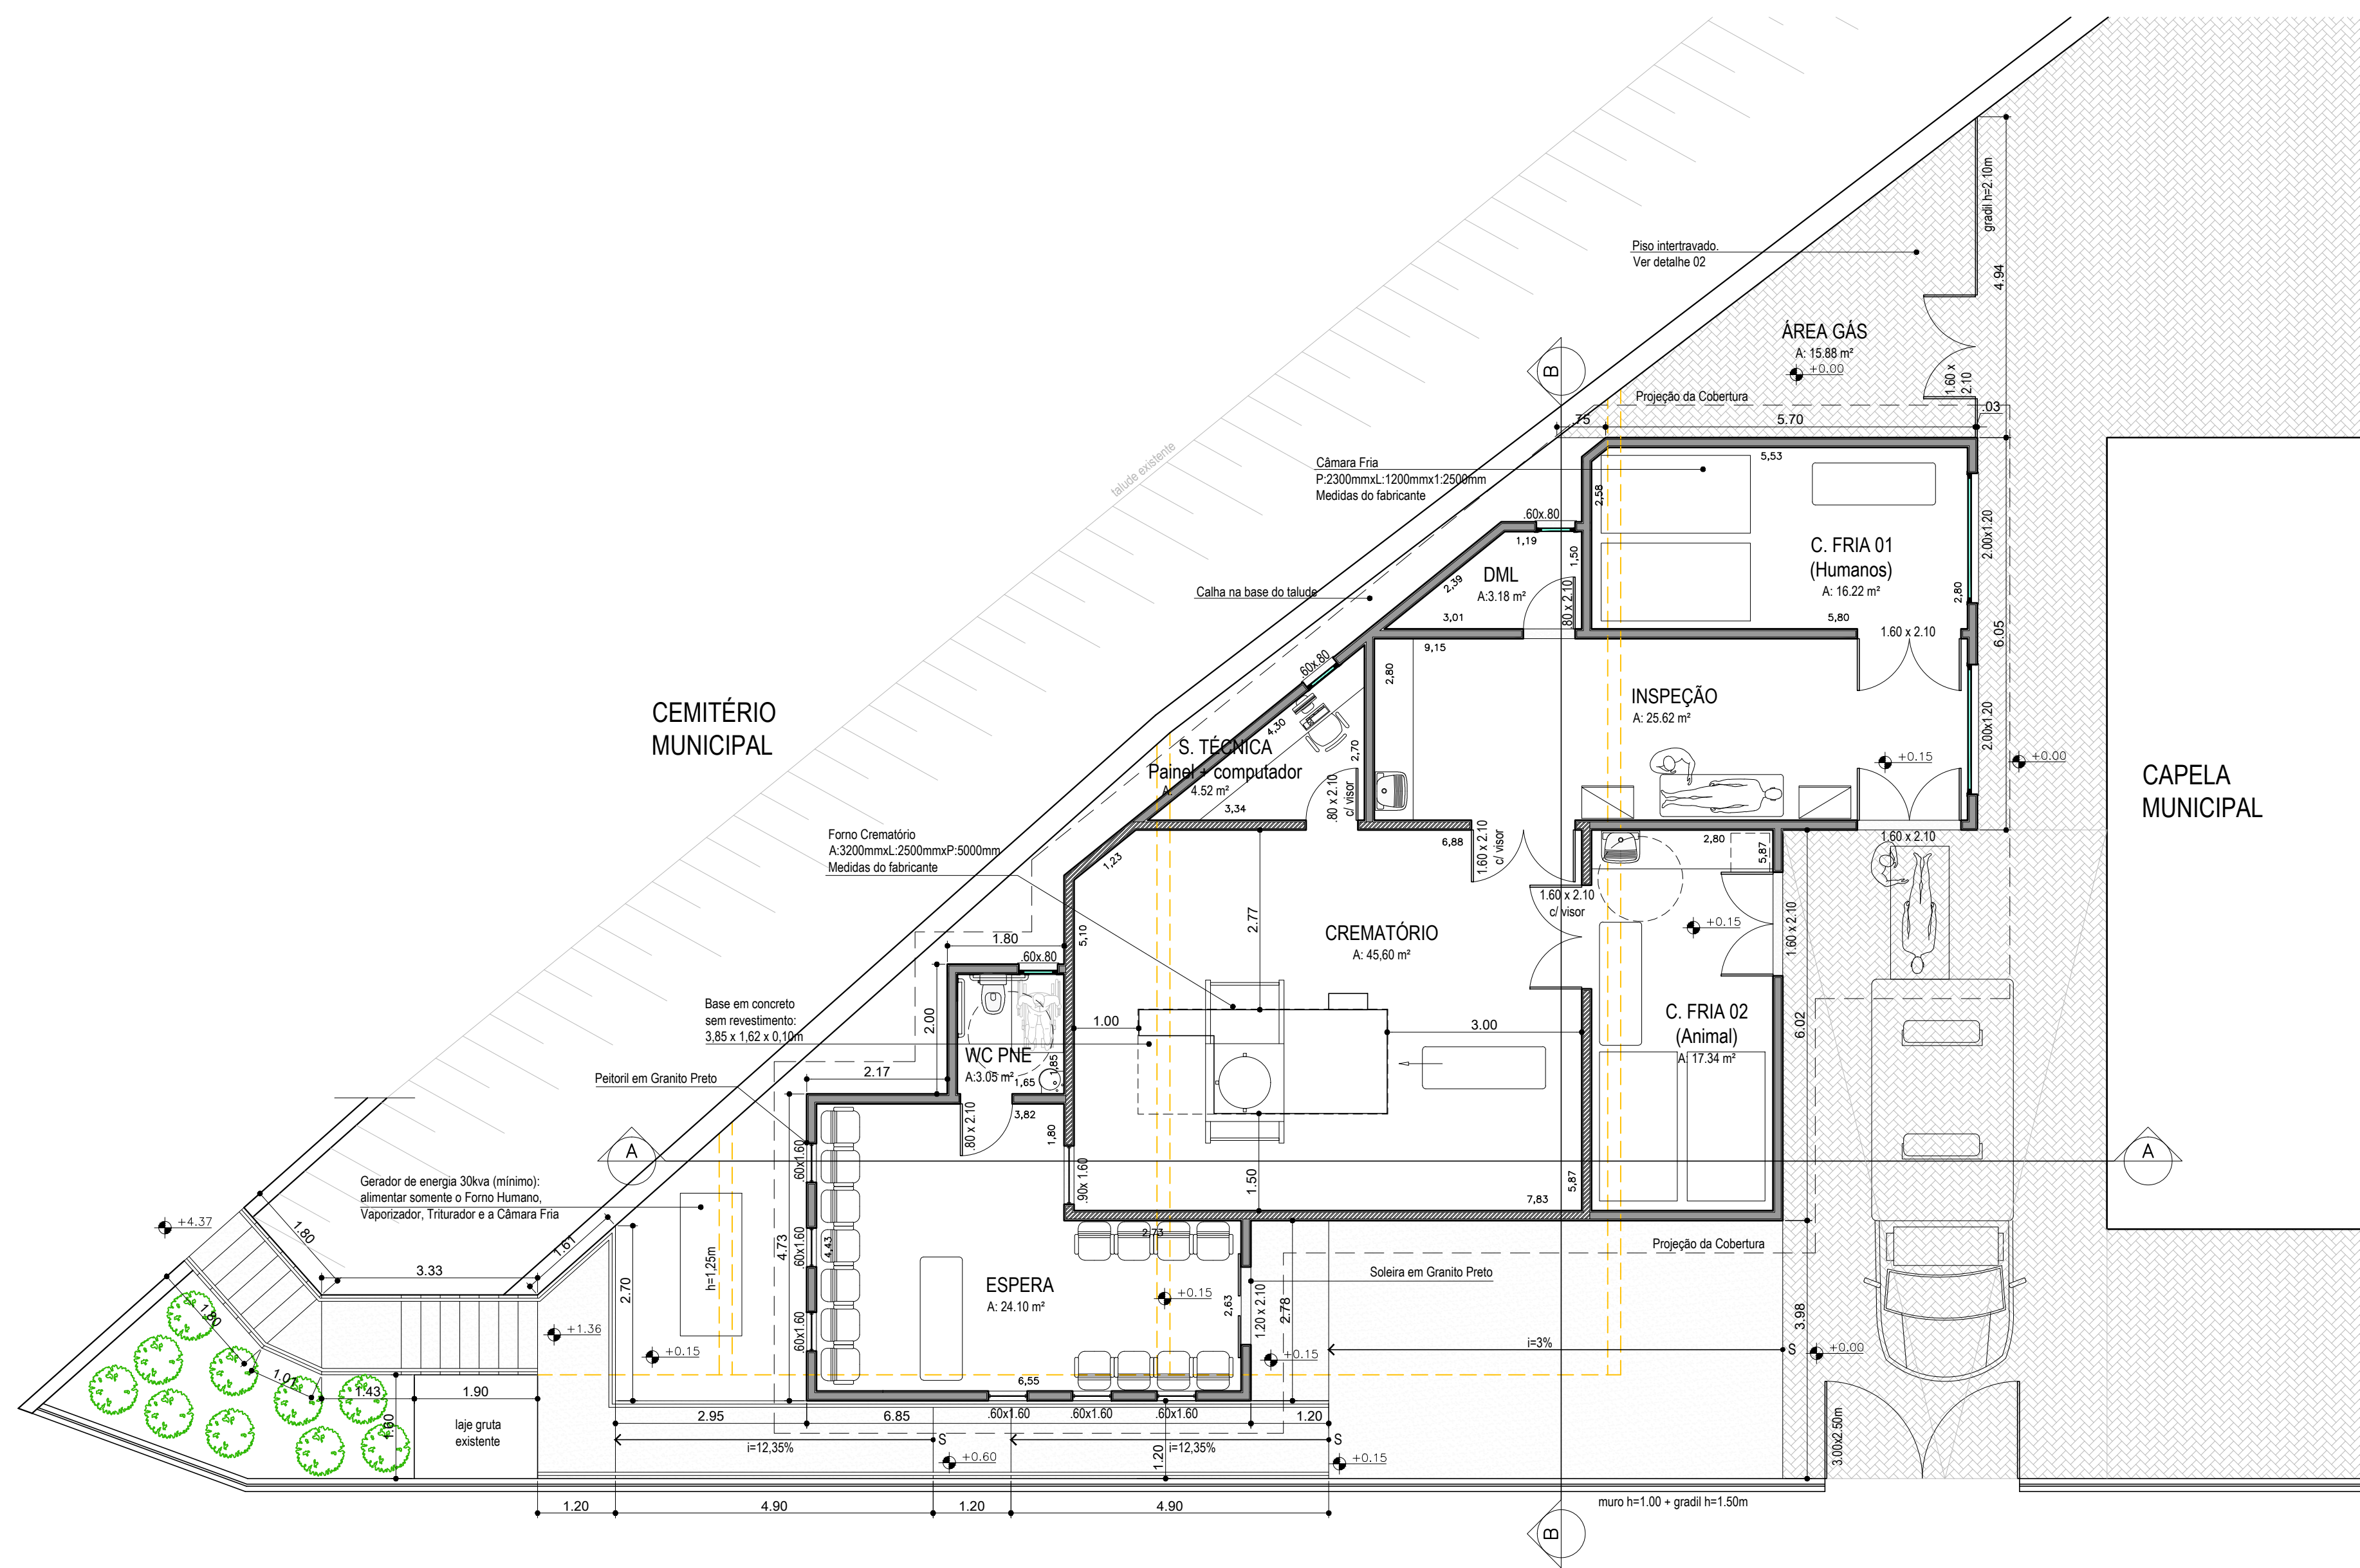 gradil h=2.10m
4.94
Piso intertravado.
Ver detalhe 02
ÁREA GÁS
A: 15.88 m²
+0.00
1.60 x
2.10
B
Projeção da Cobertura
.03
.75
5.70
talude existente
Câmara Fria
P:2300mmxL:1200mmx1:2500mm
Medidas do fabricante
5,53
2,58
.60x.80
1,19
1,50
C. FRIA 01
(Humanos)
A: 16.22 m²
2.00x1.20
2,80
DML
A:3.18 m²
2,39
.80 x 2.10
Calha na base do talude
3,01
5,80
1.60 x 2.10
6.05
9,15
.60x.80
2,80
CEMITÉRIO
MUNICIPAL
INSPEÇÃO
A: 25.62 m²
2.00x1.20
4,30
S. TÉCNICA
Painel + computador
A: 4.52 m²
2,70
+0.15
+0.00
CAPELA
MUNICIPAL
3,34
.80 x 2.10
c/ visor
Forno Crematório
A:3200mmxL:2500mmxP:5000mm
Medidas do fabricante
1,23
6,88
1.60 x 2.10
c/ visor
2,80
5,87
1.60 x 2.10
1.60 x 2.10
c/ visor
2.77
5,10
CREMATÓRIO
A: 45,60 m²
+0.15
1.60 x 2.10
1.80
.60x.80
Base em concreto
sem revestimento:
3,85 x 1,62 x 0,10m
2.00
1.00
3.00
C. FRIA 02
(Animal)
A: 17.34 m²
6.02
WC PNE
A:3.05 m²
1,65
1,85
2.17
Peitoril em Granito Preto
3,82
.80 x 2.10
1,80
.60x1.60
A
A
.90x 1.60
1.50
7,83
5,87
Gerador de energia 30kva (mínimo):
alimentar somente o Forno Humano,
Vaporizador, Triturador e a Câmara Fria
+4.37
1.80
1.61
4.73
.60x1.60
4,43
2,73
h=1,25m
3.33
2.70
ESPERA
A: 24.10 m²
+0.15
2,63
1.20 x 2.10
2.78
Soleira em Granito Preto
Projeção da Cobertura
3.98
1.80
+1.36
+0.15
.60x1.60
+0.15
i=3%
S
+0.00
1.01
1.43
1.90
6,55
1.60
laje gruta
existente
2.95
6.85
.60x1.60
.60x1.60
.60x1.60
1.20
3.00x2.50m
i=12,35%
S
i=12,35%
S
+0.60
1.20
+0.15
1.20
4.90
1.20
4.90
muro h=1.00 + gradil h=1.50m
B